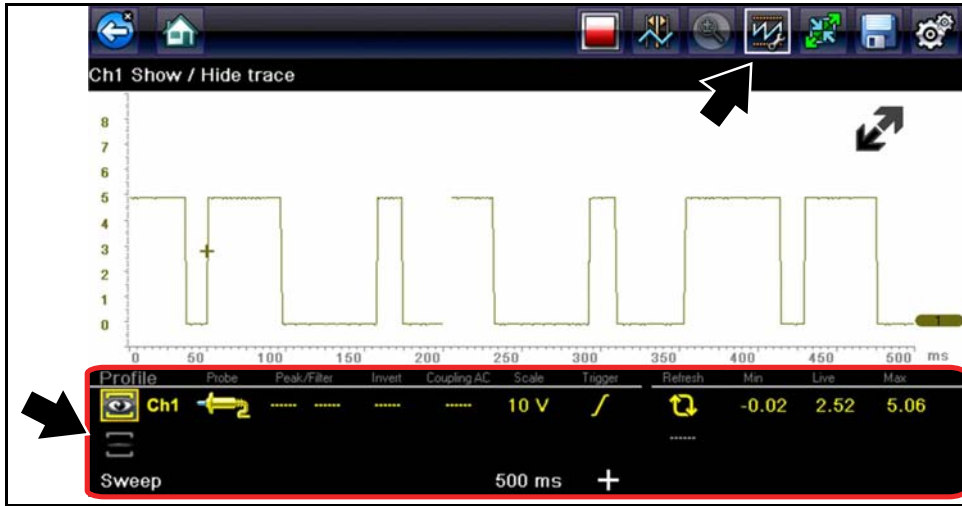 Ch1 Show / Hide trace
8
7
6
5
4
3
2
1
0
1
0 50 100 150 200 250 300 350 400 450 500 ms
Profile Probe Peak/Filter Invert Coupling AC Scale Trigger Refresh Min Live Max
Ch1 2 ------ ------ ------ ------ 10 V -0.02 2.52 5.06
------
Sweep 500 ms +